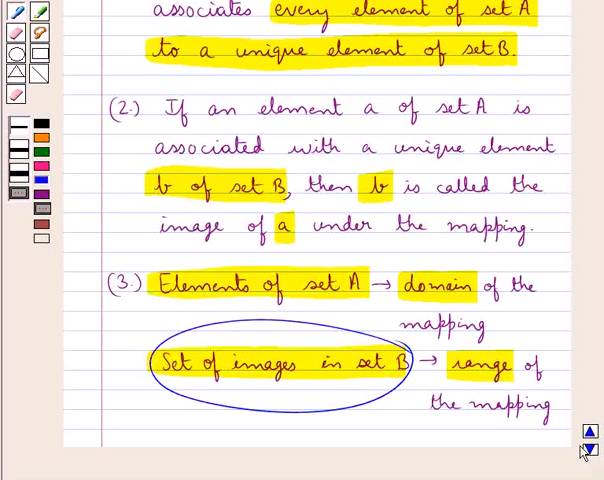 associates every element of set A
to a unique element of set B.
(2.) If an element a of set A is
associated with a unique element
b of set B, then b is called the
image of a under the mapping.
(3.) Elements of set A → domain of the
mapping
Set of images in set B → range of
the mapping